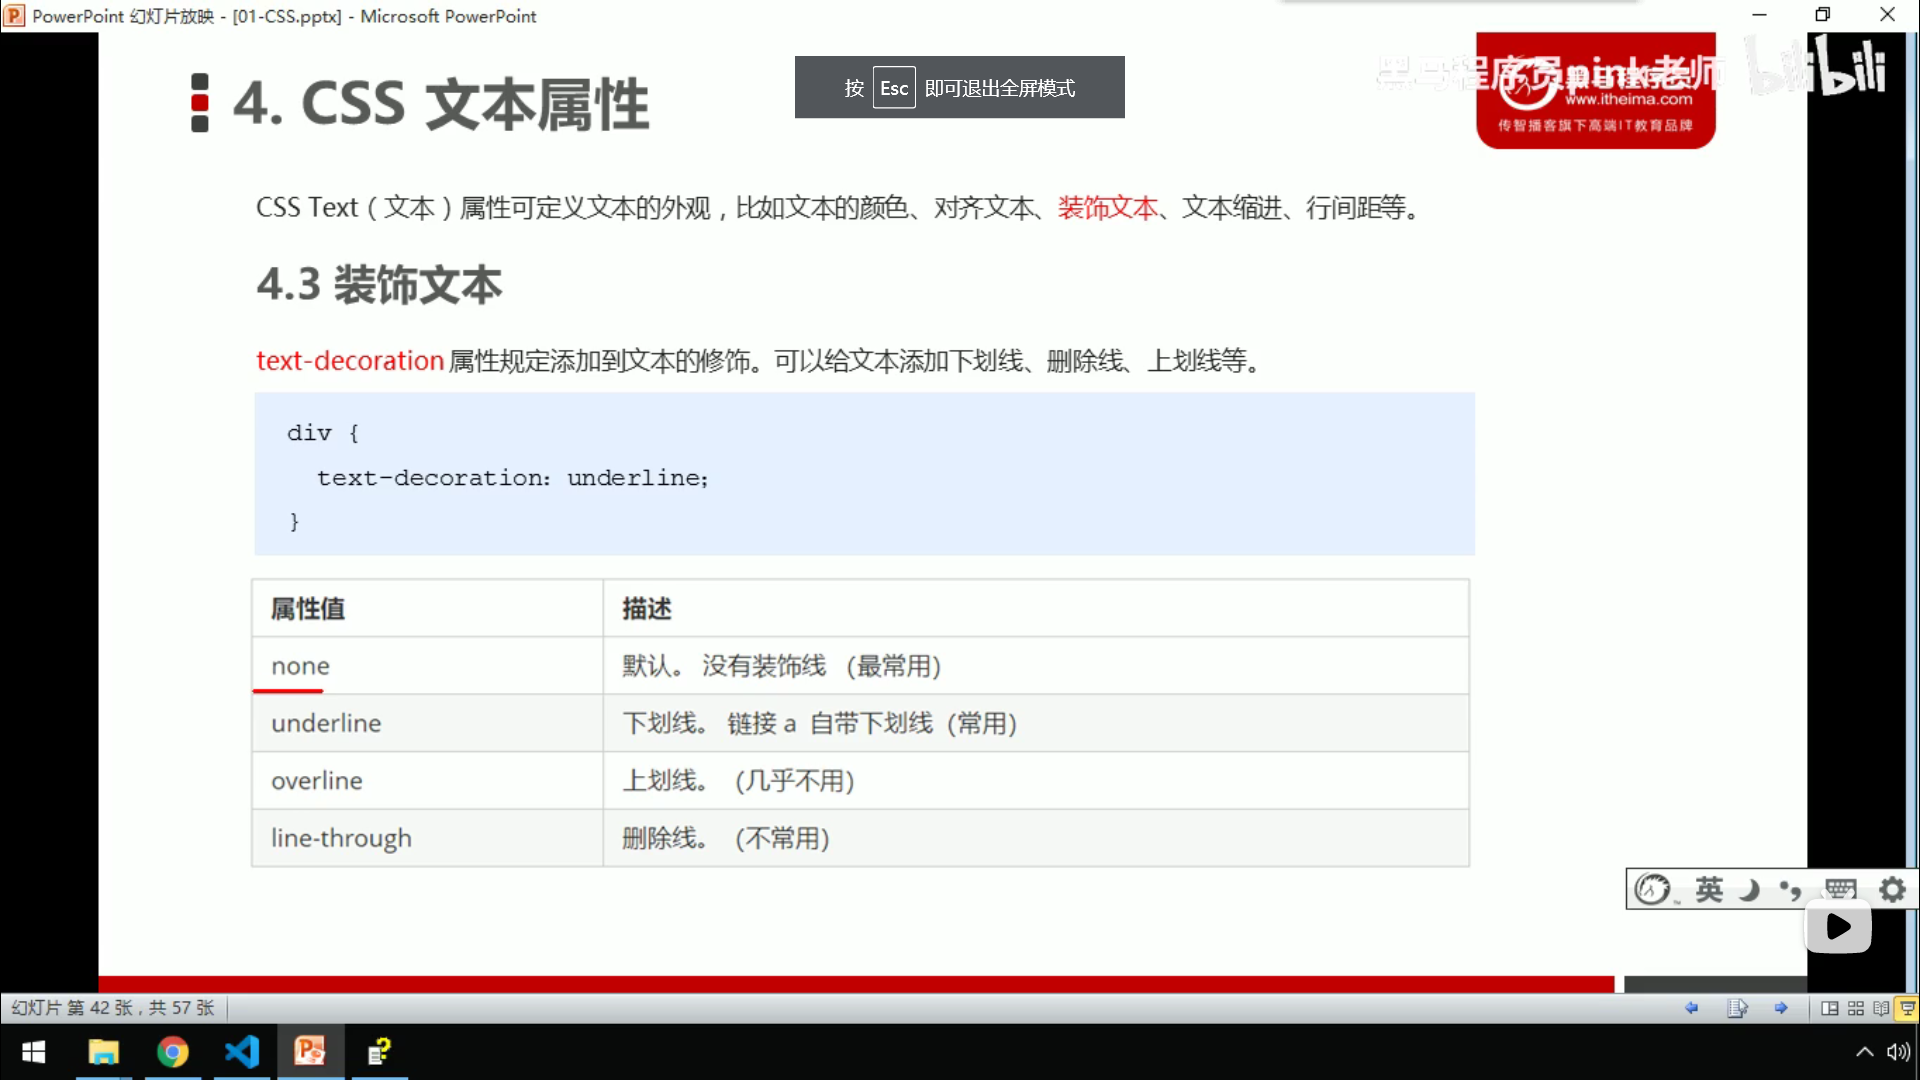 PowerPoint 幻灯片放映 - [01-CSS.pptx] - Microsoft PowerPoint
按 Esc 即可退出全屏模式
黑马程序员pink老师
bilibili
www.itheima.com
传智播客旗下高端IT教育品牌
4. CSS 文本属性
CSS Text（文本）属性可定义文本的外观，比如文本的颜色、对齐文本、装饰文本、文本缩进、行间距等。
4.3 装饰文本
text-decoration 属性规定添加到文本的修饰。可以给文本添加下划线、删除线、上划线等。
div {
text-decoration: underline;
}
属性值 描述
none 默认。 没有装饰线 (最常用)
underline 下划线。 链接 a 自带下划线 (常用)
overline 上划线。 (几乎不用)
line-through 删除线。 (不常用)
英
幻灯片 第 42 张，共 57 张